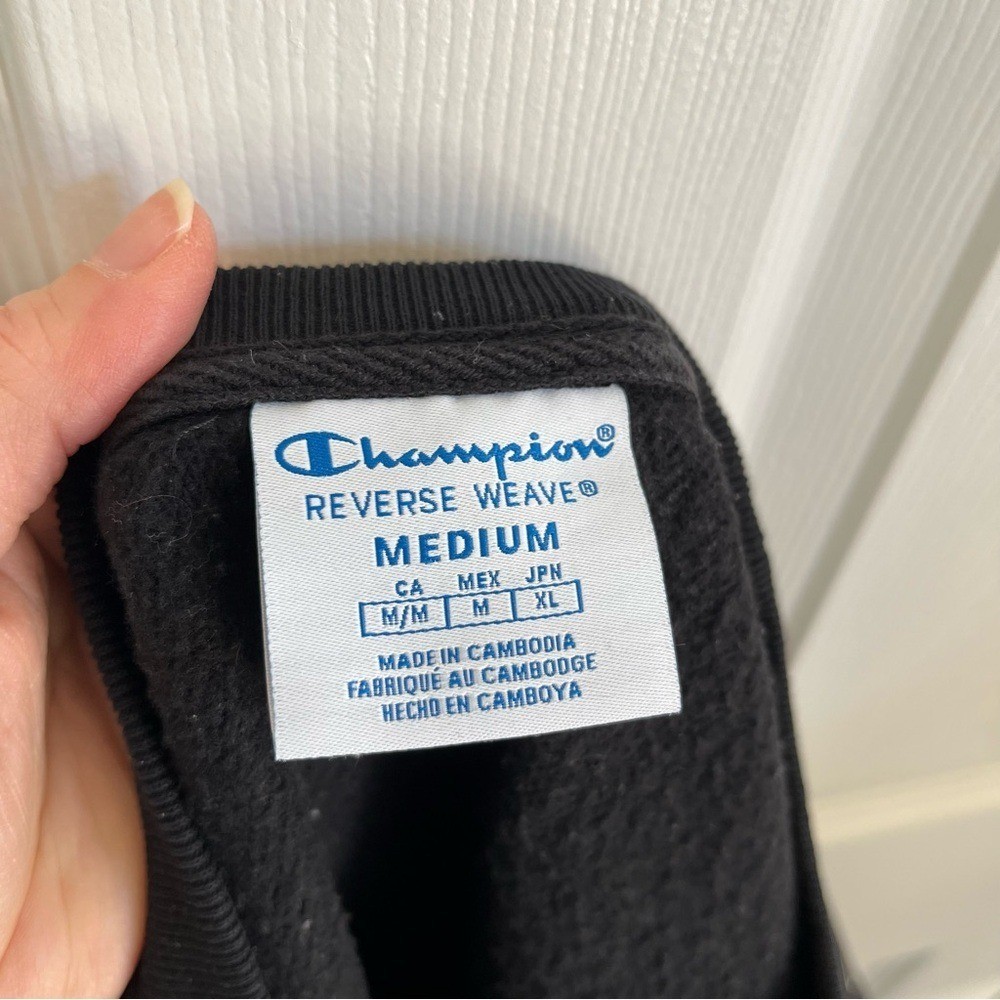 Champion®
REVERSE WEAVE®
MEDIUM
CA MEX JPN
M/M M XL
MADE IN CAMBODIA
FABRIQUÉ AU CAMBODGE
HECHO EN CAMBOYA